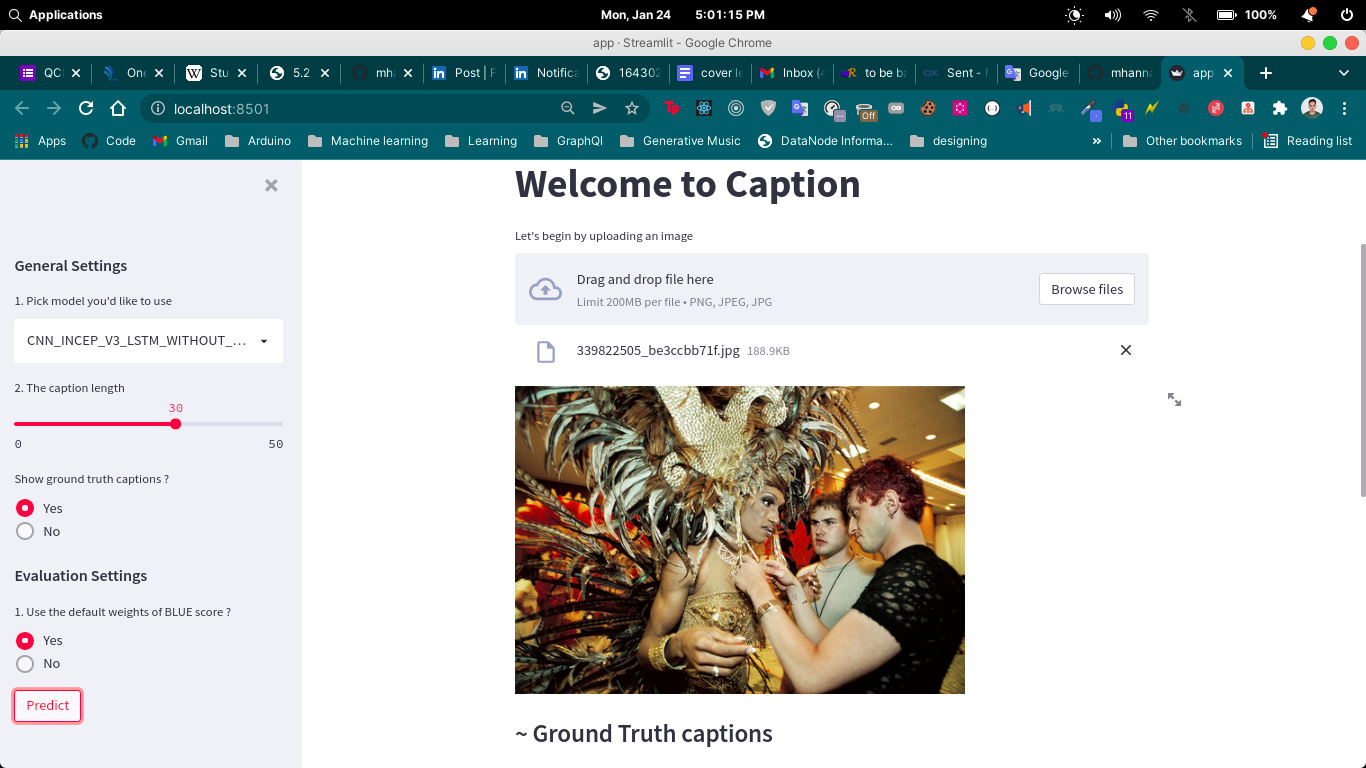 Applications
Mon, Jan 24 5:01:15 PM
100%
app · Streamlit - Google Chrome
QC
One
Stu
5.2
mha
Post | F
Notifica
164302
cover le
Inbox (4
to be ba
Sent -
Google
mhann
app
localhost:8501
Off
11
Apps
Code
Gmail
Arduino
Machine learning
Learning
GraphQl
Generative Music
DataNode Informa...
designing
»
Other bookmarks
Reading list
General Settings
1. Pick model you'd like to use
CNN_INCEP_V3_LSTM_WITHOUT_...
2. The caption length
30
0 50
Show ground truth captions ?
Yes
No
Evaluation Settings
1. Use the default weights of BLUE score ?
Yes
No
Predict
Welcome to Caption
Let's begin by uploading an image
Drag and drop file here
Limit 200MB per file • PNG, JPEG, JPG
Browse files
339822505_be3ccbb71f.jpg 188.9KB
~ Ground Truth captions